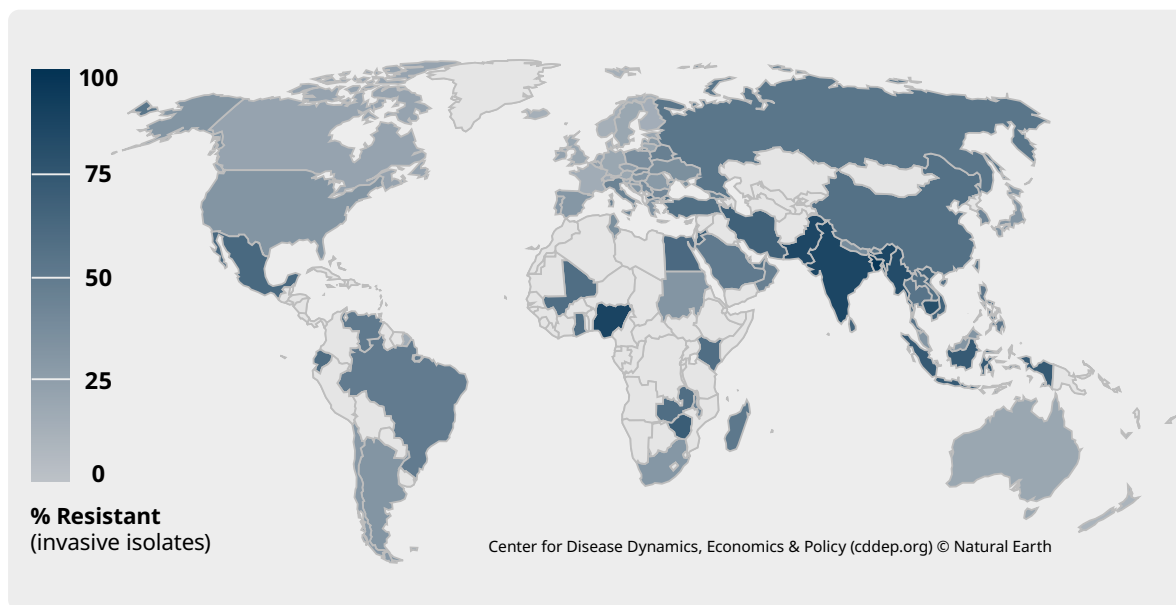 100
75
50
25
0
% Resistant
(invasive isolates)
Center for Disease Dynamics, Economics & Policy (cddep.org) © Natural Earth